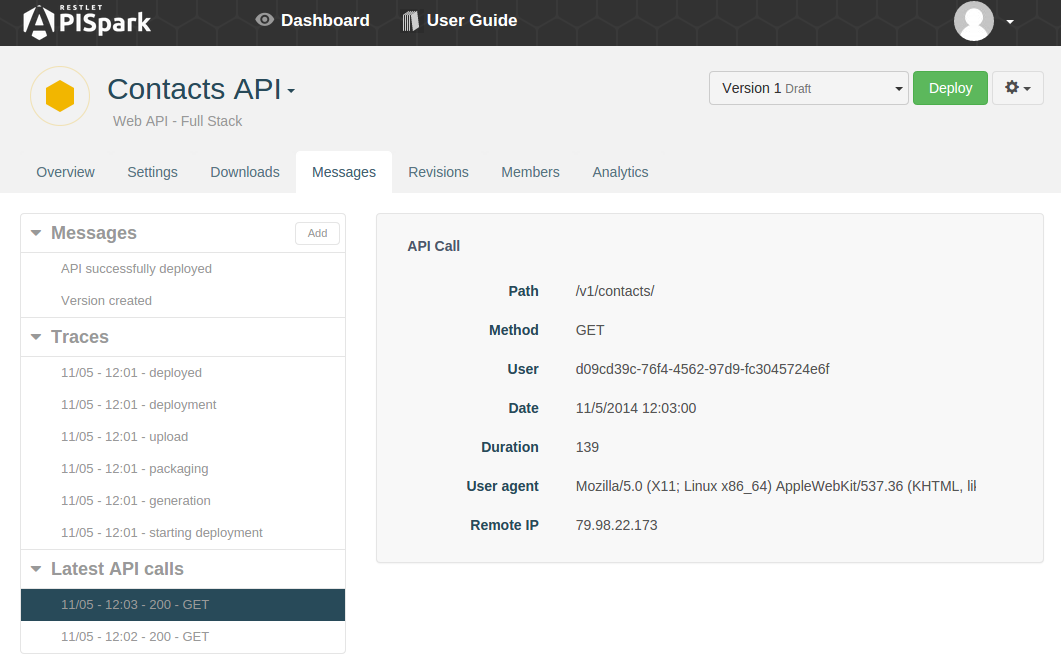 RESTLET
APISpark
Dashboard
User Guide
Contacts API
Web API - Full Stack
Version 1 Draft
Deploy
Overview
Settings
Downloads
Messages
Revisions
Members
Analytics
Messages
Add
API successfully deployed
Version created
Traces
11/05 - 12:01 - deployed
11/05 - 12:01 - deployment
11/05 - 12:01 - upload
11/05 - 12:01 - packaging
11/05 - 12:01 - generation
11/05 - 12:01 - starting deployment
Latest API calls
11/05 - 12:03 - 200 - GET
11/05 - 12:02 - 200 - GET
API Call
Path /v1/contacts/
Method GET
User d09cd39c-76f4-4562-97d9-fc3045724e6f
Date 11/5/2014 12:03:00
Duration 139
User agent Mozilla/5.0 (X11; Linux x86_64) AppleWebKit/537.36 (KHTML, lik
Remote IP 79.98.22.173